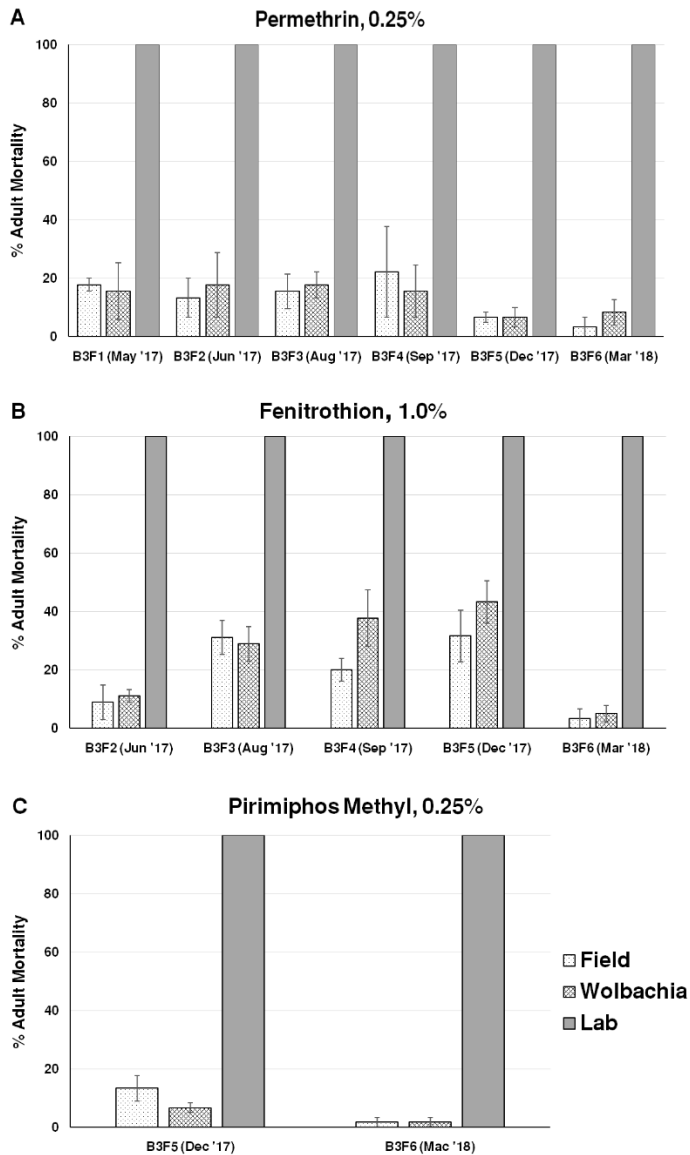 A
Permethrin, 0.25%
% Adult Mortality
100
80
60
40
20
0
B3F1 (May '17) B3F2 (Jun '17) B3F3 (Aug '17) B3F4 (Sep '17) B3F5 (Dec '17) B3F6 (Mar '18)
B
Fenitrothion, 1.0%
% Adult Mortality
100
80
60
40
20
0
B3F2 (Jun '17) B3F3 (Aug '17) B3F4 (Sep '17) B3F5 (Dec '17) B3F6 (Mar '18)
C
Pirimiphos Methyl, 0.25%
% Adult Mortality
100
80
60
40
20
0
B3F5 (Dec '17) B3F6 (Mac '18)
Field
Wolbachia
Lab